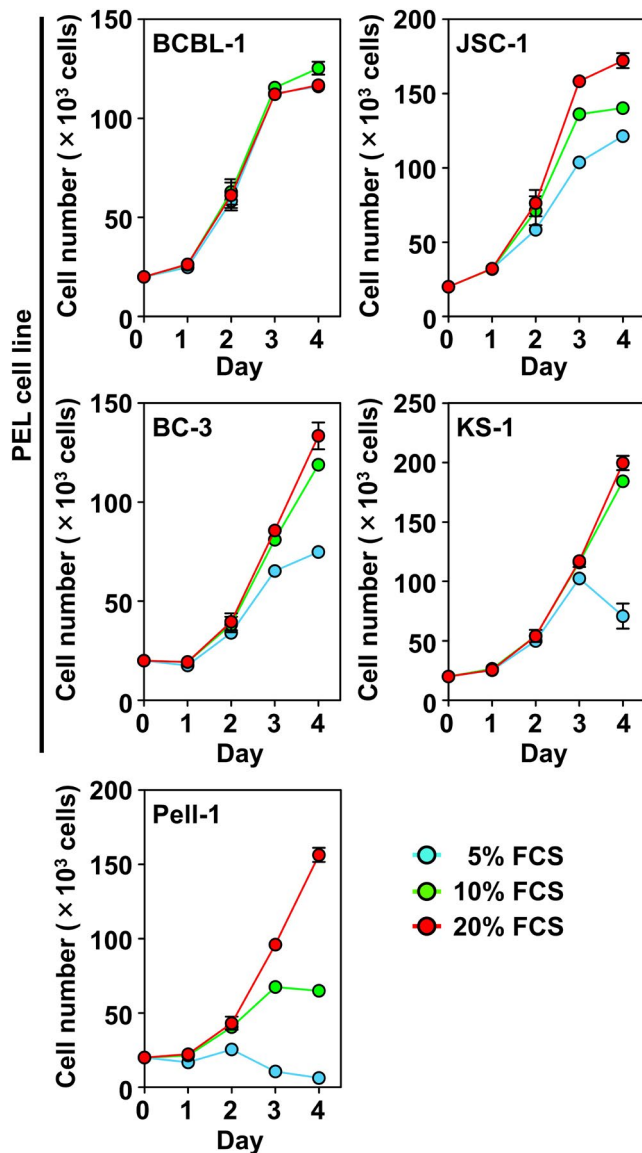 PEL cell line
BCBL-1
Cell number ( × 10³ cells)
150
100
50
0
0 1 2 3 4
Day
JSC-1
Cell number ( × 10³ cells)
200
150
100
50
0
0 1 2 3 4
Day
BC-3
Cell number ( × 10³ cells)
150
100
50
0
0 1 2 3 4
Day
KS-1
Cell number ( × 10³ cells)
250
200
150
100
50
0
0 1 2 3 4
Day
Pell-1
Cell number ( × 10³ cells)
200
150
100
50
0
0 1 2 3 4
Day
5% FCS
10% FCS
20% FCS